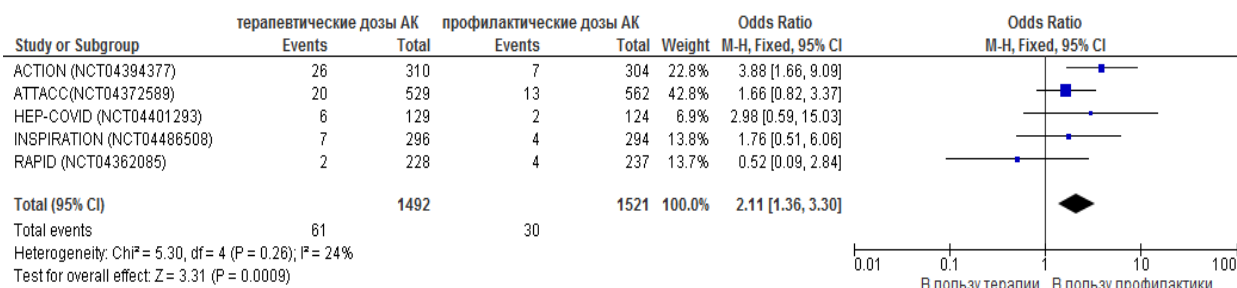 терапевтические дозы АК профилактические дозы АК Odds Ratio Odds Ratio
Study or Subgroup Events Total Events Total Weight M-H, Fixed, 95% CI M-H, Fixed, 95% CI
ACTION (NCT04394377) 26 310 7 304 22.8% 3.88 [1.66, 9.09]
ATTACC(NCT04372589) 20 529 13 562 42.8% 1.66 [0.82, 3.37]
HEP-COVID (NCT04401293) 6 129 2 124 6.9% 2.98 [0.59, 15.03]
INSPIRATION (NCT04486508) 7 296 4 294 13.8% 1.76 [0.51, 6.06]
RAPID (NCT04362085) 2 228 4 237 13.7% 0.52 [0.09, 2.84]
Total (95% CI) 1492 1521 100.0% 2.11 [1.36, 3.30]
Total events 61 30
Heterogeneity: Chi² = 5.30, df = 4 (P = 0.26); I² = 24%
Test for overall effect: Z = 3.31 (P = 0.0009)
0.01 0.1 1 10 100
В пользу терапии В пользу профилактики